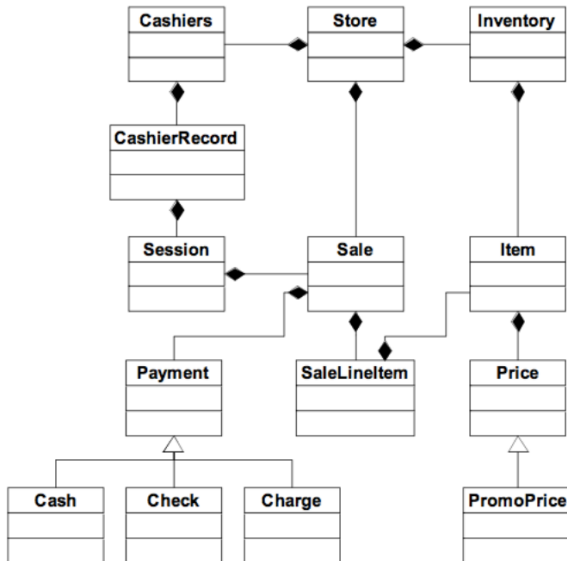 Cashiers
Store
Inventory
CashierRecord
Session
Sale
Item
Payment
SaleLineItem
Price
Cash
Check
Charge
PromoPrice